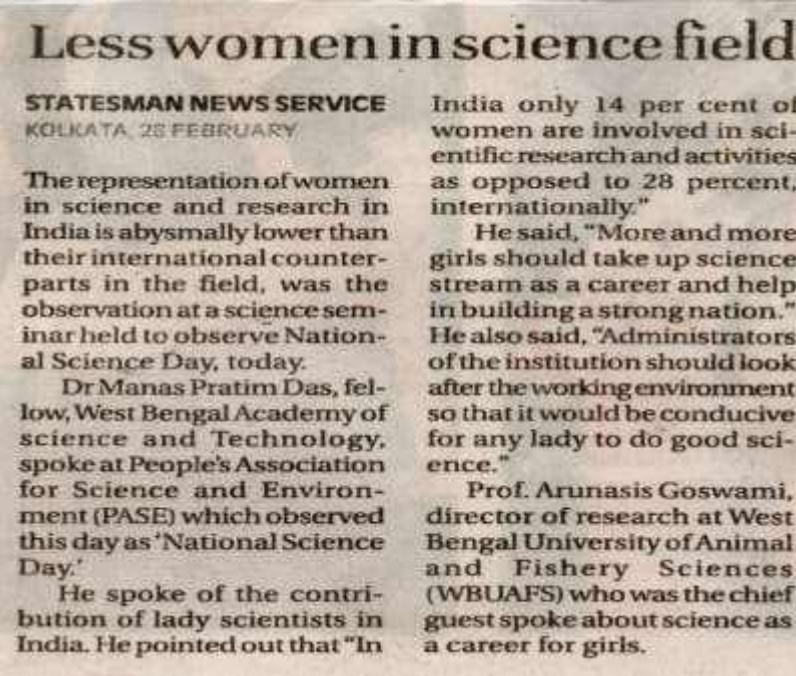 Less women in science field
STATESMAN NEWS SERVICE
KOLKATA, 28 FEBRUARY
The representation of women
in science and research in
India is abysmally lower than
their international counter-
parts in the field, was the
observation at a science sem-
inar held to observe Nation-
al Science Day, today.
Dr Manas Pratim Das, fel-
low, West Bengal Academy of
science and Technology,
spoke at People's Association
for Science and Environ-
ment (PASE) which observed
this day as 'National Science
Day.'
He spoke of the contri-
bution of lady scientists in
India. He pointed out that "In
India only 14 per cent of
women are involved in sci-
entific research and activities
as opposed to 28 percent,
internationally."
He said, "More and more
girls should take up science
stream as a career and help
in building a strong nation."
He also said, "Administrators
of the institution should look
after the working environment
so that it would be conducive
for any lady to do good sci-
ence."
Prof. Arunasis Goswami,
director of research at West
Bengal University of Animal
and Fishery Sciences
(WBUAFS) who was the chief
guest spoke about science as
a career for girls.